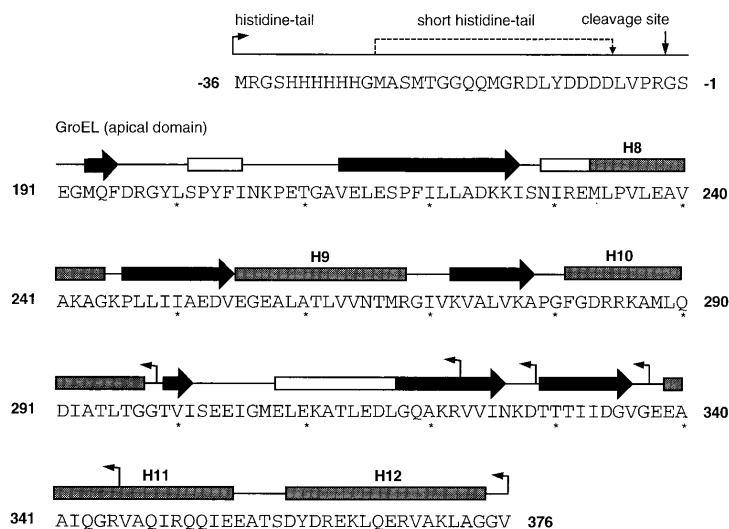 histidine-tail short histidine-tail cleavage site
-36 MRGSHHHHHHGMASMTGGQQMGRDLYDDDDLVPRGS -1
GroEL (apical domain)
H8
191 EGMQFDRGYLSPYFINKPETGAVELESPFILLADKKISNIREMLPVLEAV 240
* * * * *
H9 H10
241 AKAGKPLLIIAEDVEGEALATLVVNTMRGIVKVALVKAPGFGDRRKAMLQ 290
* * * * *
291 DIATLTGGTVISEEIGMELEKATLEDLGQAKRVVINKDTTTIIDGVGEEA 340
* * * * *
H11 H12
341 AIQGRVAQIRQQIEEATSDYDREKLQERVAKLAGGV 376